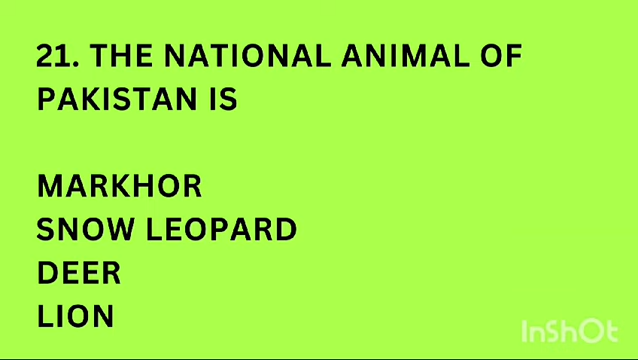 21. THE NATIONAL ANIMAL OF
PAKISTAN IS
MARKHOR
SNOW LEOPARD
DEER
LION
InShOt